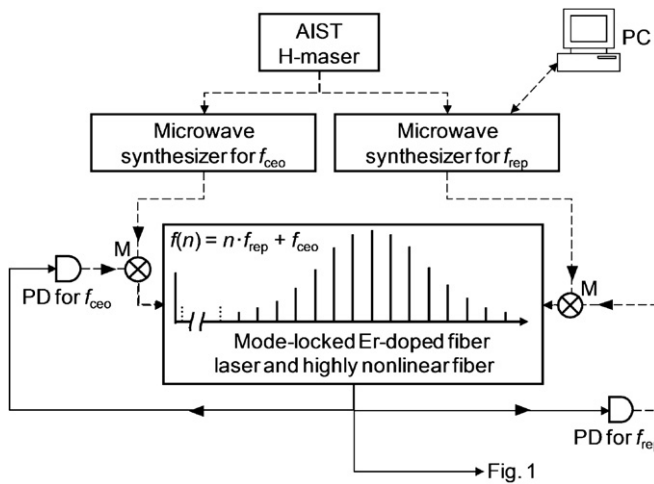 AIST
H-maser
PC
Microwave
synthesizer for fceo
Microwave
synthesizer for frep
M
f(n) = n·frep + fceo
M
PD for fceo
Mode-locked Er-doped fiber
laser and highly nonlinear fiber
PD for frep
Fig. 1